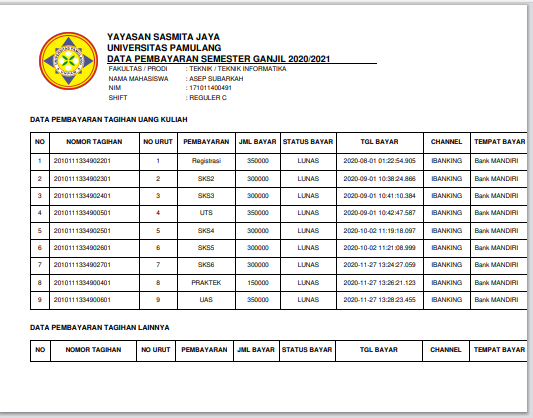 YAYASAN SASMITA JAYA
UNIVERSITAS PAMULANG
DATA PEMBAYARAN SEMESTER GANJIL 2020/2021
FAKULTAS / PRODI : TEKNIK / TEKNIK INFORMATIKA
NAMA MAHASISWA : ASEP SUBARKAH
NIM : 171011400491
SHIFT : REGULER C
DATA PEMBAYARAN TAGIHAN UANG KULIAH
NO NOMOR TAGIHAN NO URUT PEMBAYARAN JML BAYAR STATUS BAYAR TGL BAYAR CHANNEL TEMPAT BAYAR
1 2010111334902201 1 Registrasi 350000 LUNAS 2020-08-01 01:22:54.905 IBANKING Bank MANDIRI
2 2010111334902301 2 SKS2 300000 LUNAS 2020-09-01 10:38:24.866 IBANKING Bank MANDIRI
3 2010111334902401 3 SKS3 300000 LUNAS 2020-09-01 10:41:10.384 IBANKING Bank MANDIRI
4 2010111334900501 4 UTS 350000 LUNAS 2020-09-01 10:42:47.587 IBANKING Bank MANDIRI
5 2010111334902501 5 SKS4 300000 LUNAS 2020-10-02 11:19:18.097 IBANKING Bank MANDIRI
6 2010111334902601 6 SKS5 300000 LUNAS 2020-10-02 11:21:08.999 IBANKING Bank MANDIRI
7 2010111334902701 7 SKS6 300000 LUNAS 2020-11-27 13:24:27.059 IBANKING Bank MANDIRI
8 2010111334900401 8 PRAKTEK 150000 LUNAS 2020-11-27 13:26:21.123 IBANKING Bank MANDIRI
9 2010111334900601 9 UAS 350000 LUNAS 2020-11-27 13:28:23.455 IBANKING Bank MANDIRI
DATA PEMBAYARAN TAGIHAN LAINNYA
NO NOMOR TAGIHAN NO URUT PEMBAYARAN JML BAYAR STATUS BAYAR TGL BAYAR CHANNEL TEMPAT BAYAR